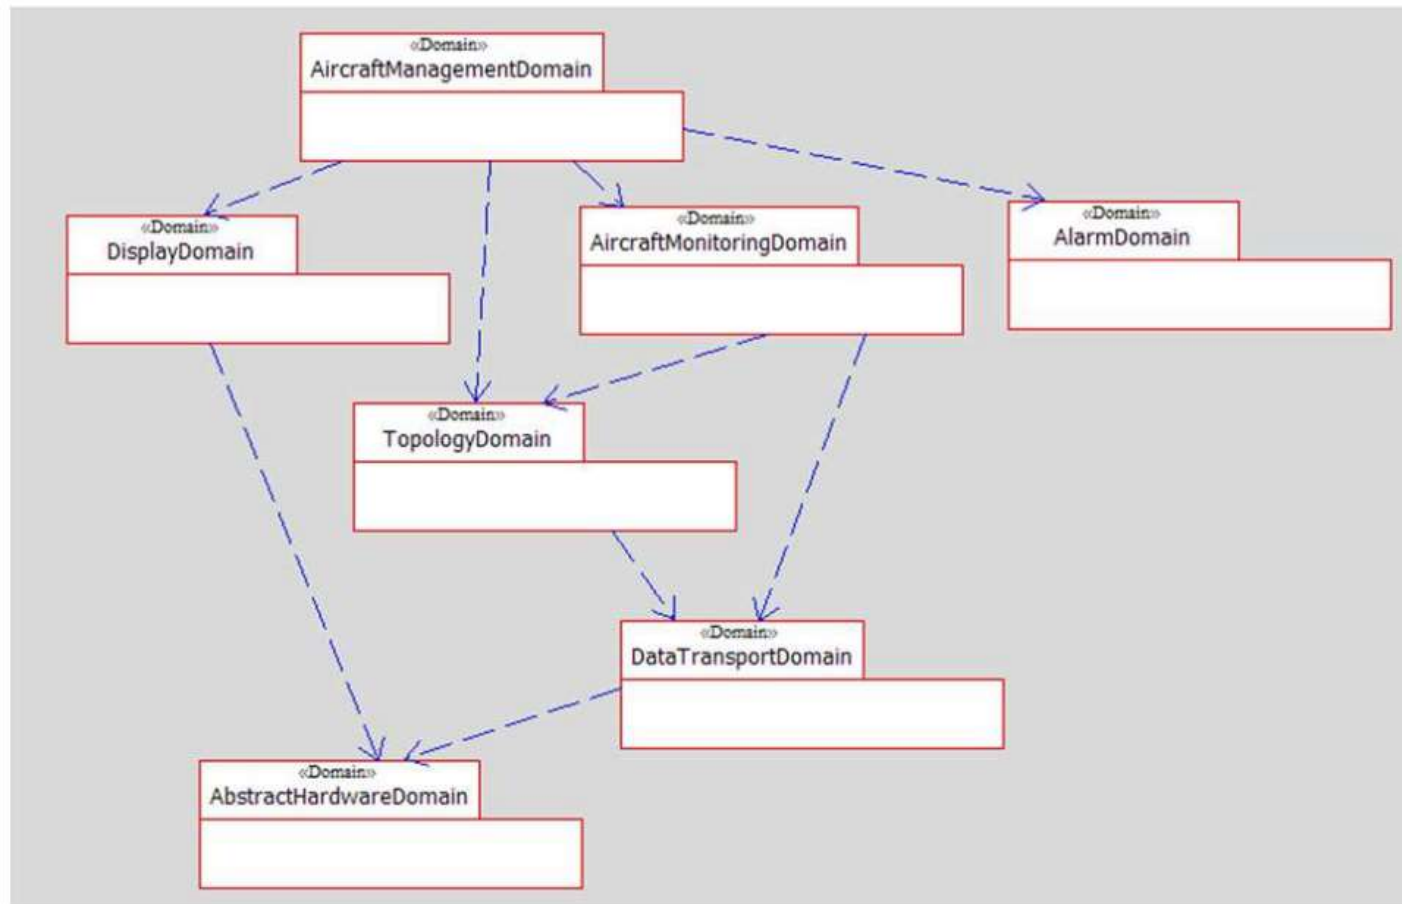 «Domain»
AircraftManagementDomain
«Domain»
DisplayDomain
«Domain»
AircraftMonitoringDomain
«Domain»
AlarmDomain
«Domain»
TopologyDomain
«Domain»
DataTransportDomain
«Domain»
AbstractHardwareDomain